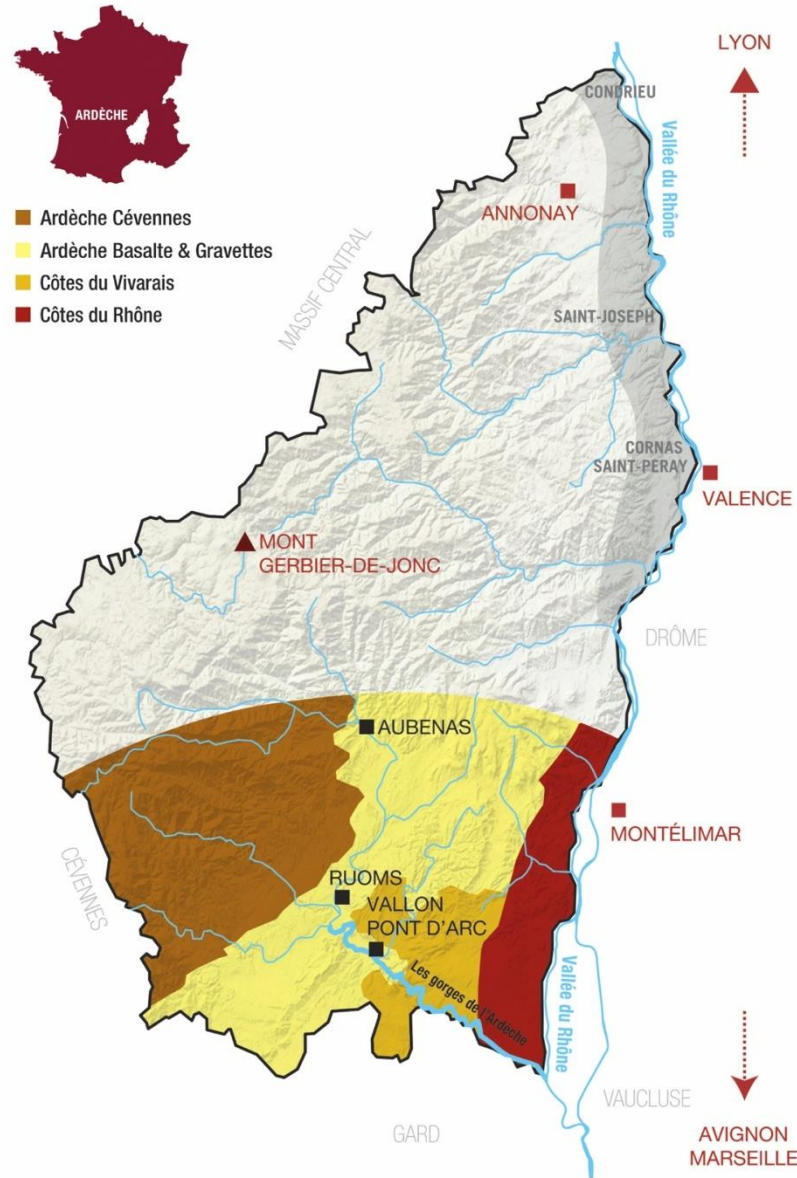 LYON
CONDRIEU
ARDÈCHE
Vallée du Rhône
ANNONAY
Ardèche Cévennes
Ardèche Basalte & Gravettes
Côtes du Vivarais
Côtes du Rhône
MASSIF CENTRAL
SAINT-JOSEPH
CORNAS
SAINT-PÉRAY
VALENCE
MONT
GERBIER-DE-JONC
DRÔME
AUBENAS
MONTÉLIMAR
CÉVENNES
RUOMS
VALLON
PONT D'ARC
Les gorges de l'Ardèche
Vallée du Rhône
VAUCLUSE
GARD
AVIGNON
MARSEILLE